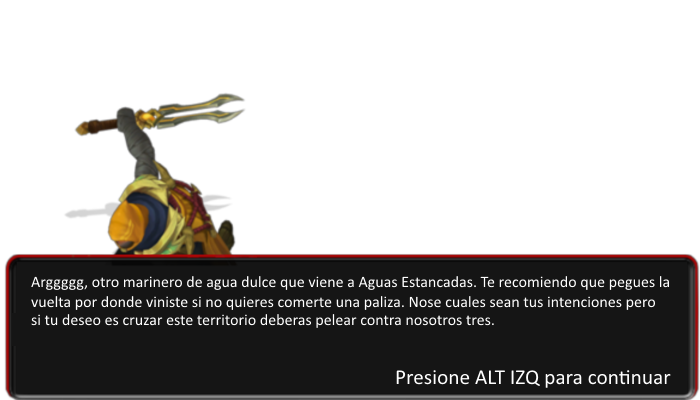 Arggggg, otro marinero de agua dulce que viene a Aguas Estancadas. Te recomiendo que pegues la
vuelta por donde viniste si no quieres comerte una paliza. Nose cuales sean tus intenciones pero
si tu deseo es cruzar este territorio deberas pelear contra nosotros tres.
Presione ALT IZQ para continuar